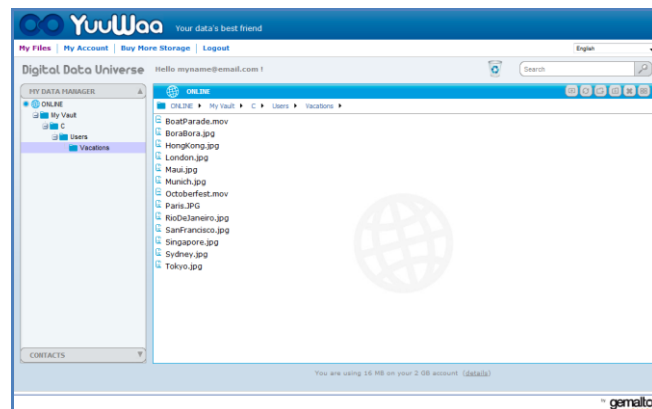 YuuWaa Your data's best friend
My Files | My Account | Buy More Storage | Logout English
Digital Data Universe Hello myname@email.com ! Search
MY DATA MANAGER
ONLINE
My Vault
C
Users
Vacations
CONTACTS
ONLINE
ONLINE My Vault C Users Vacations
BoatParade.mov
BoraBora.jpg
HongKong.jpg
London.jpg
Maui.jpg
Munich.jpg
Octoberfest.mov
Paris.JPG
RioDeJaneiro.jpg
SanFrancisco.jpg
Singapore.jpg
Sydney.jpg
Tokyo.jpg
You are using 16 MB on your 2 GB account (details)
by gemalto